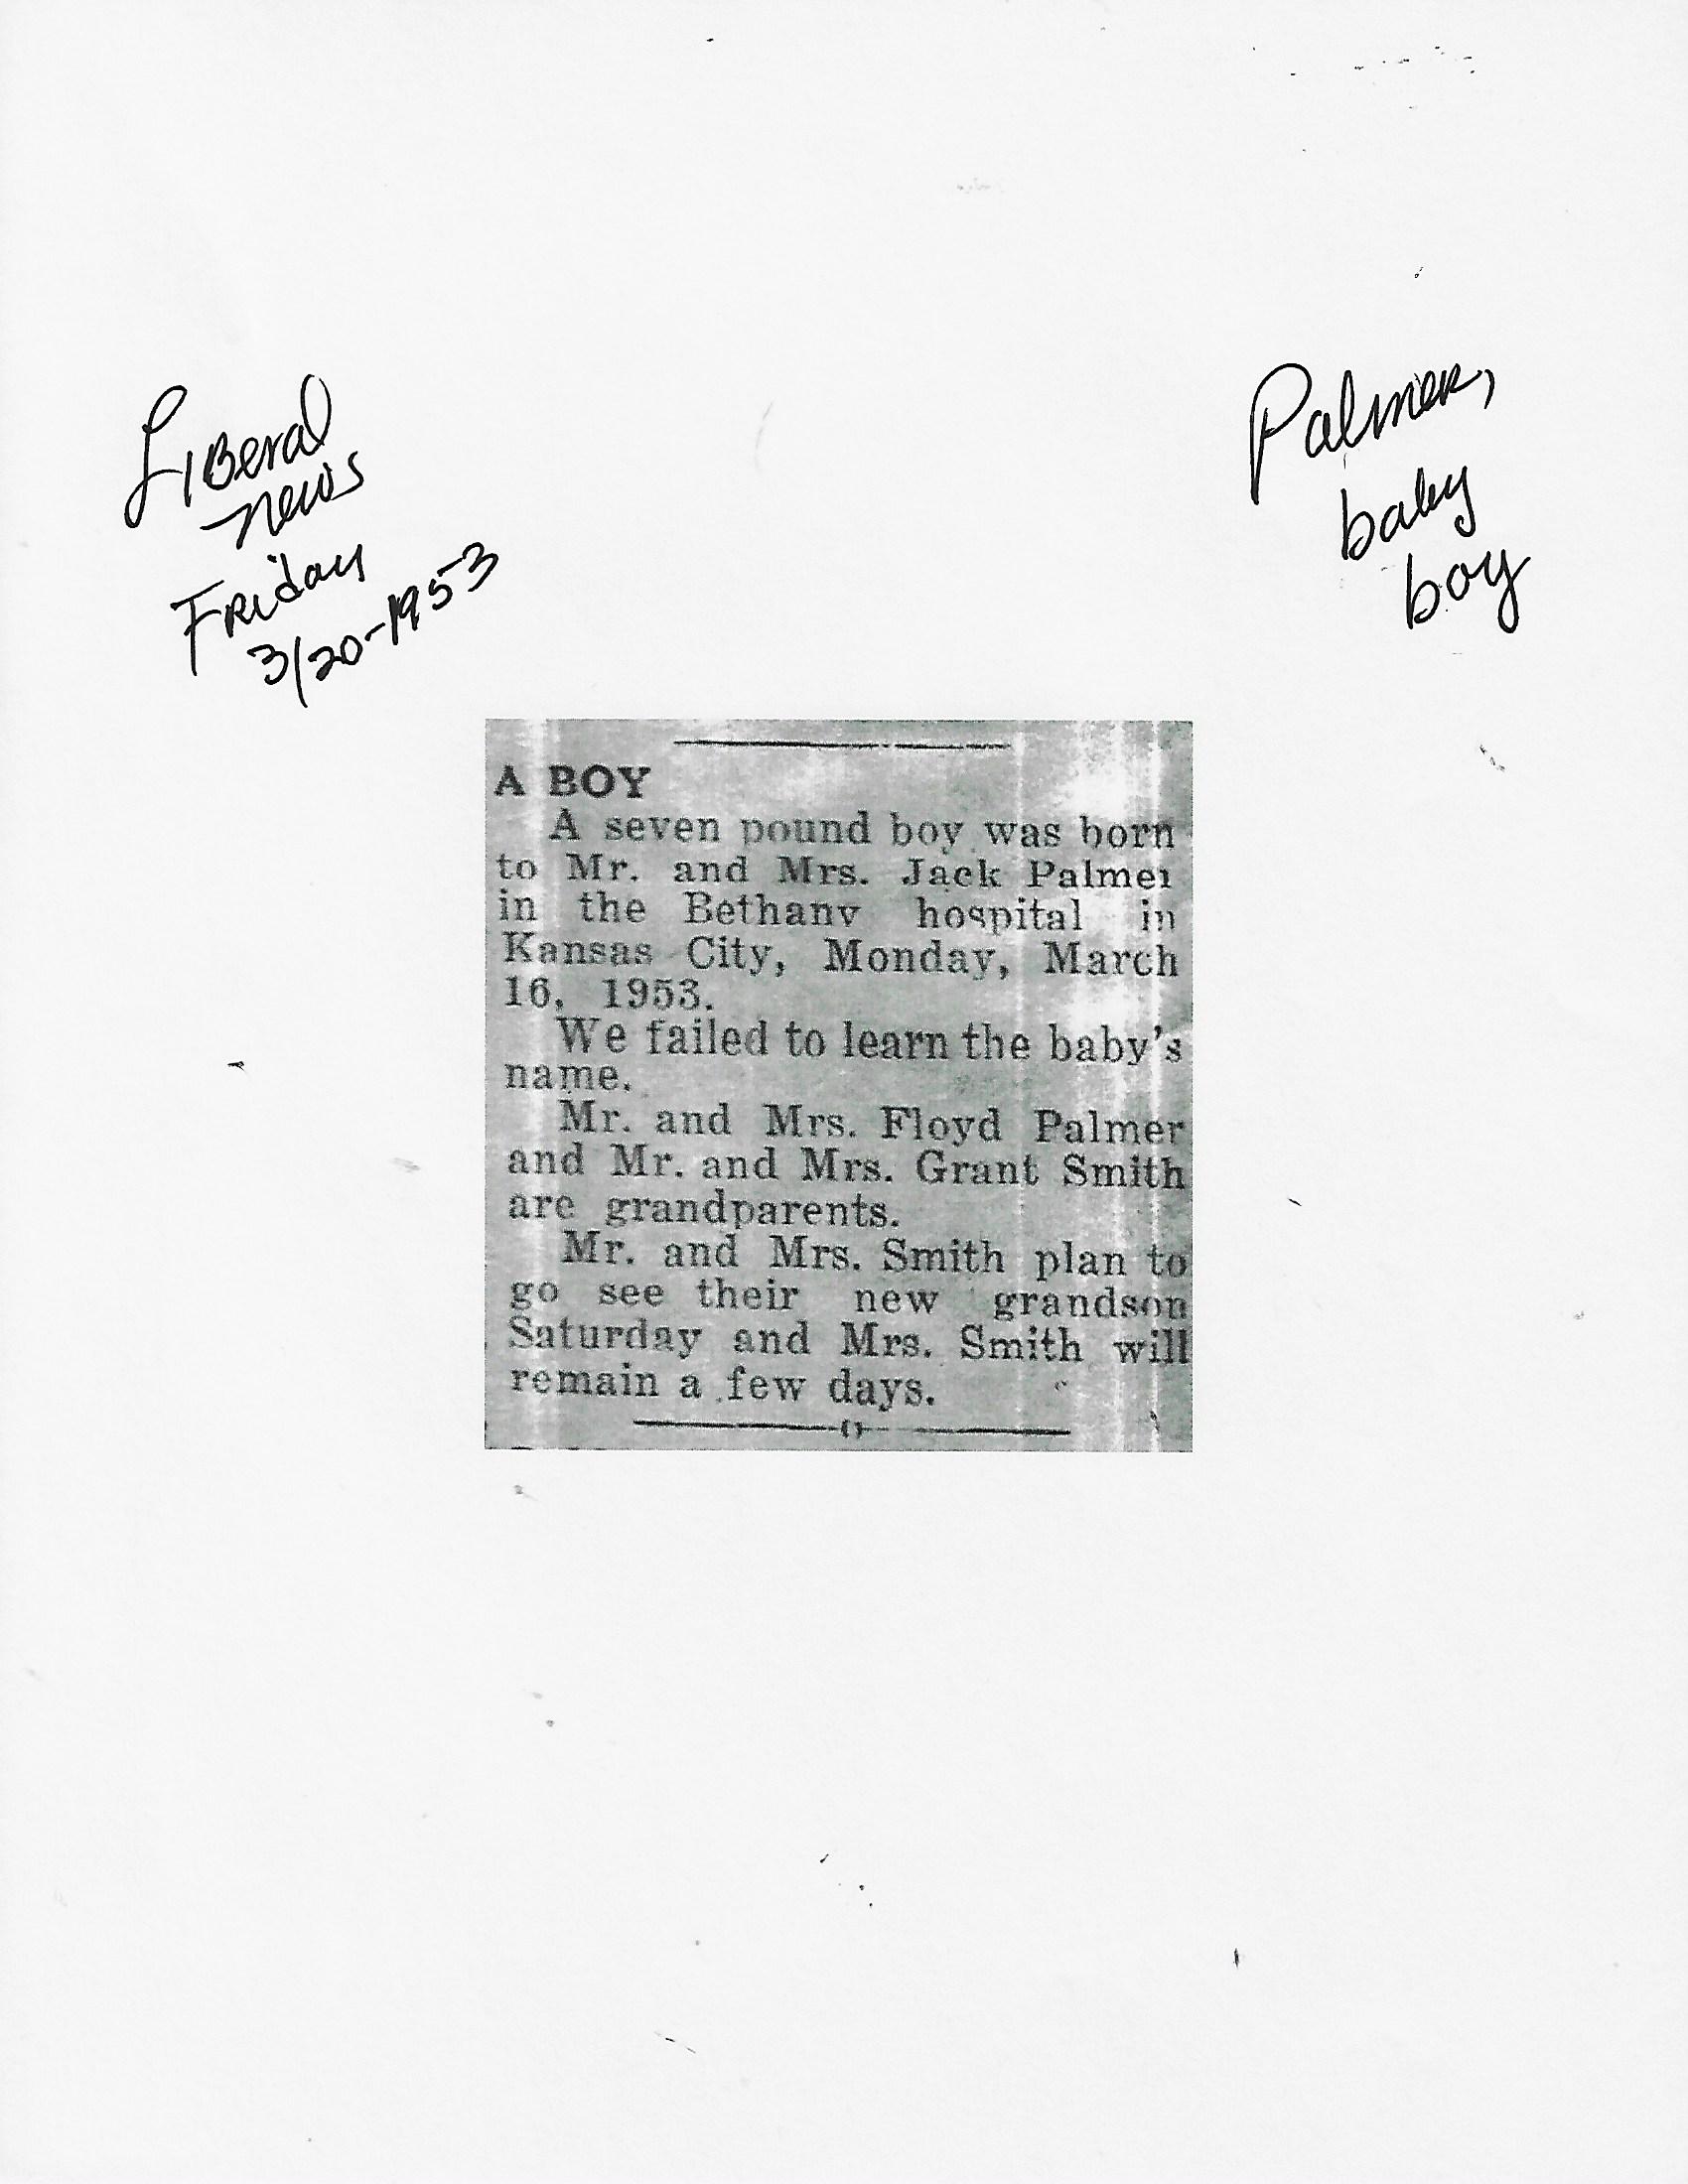 Liberal
news
Friday
3/20-1953
Palmer,
baby
boy
A BOY
A seven pound boy was born
to Mr. and Mrs. Jack Palmer
in the Bethany hospital in
Kansas City, Monday, March
16, 1953.
We failed to learn the baby's
name.
Mr. and Mrs. Floyd Palmer
and Mr. and Mrs. Grant Smith
are grandparents.
Mr. and Mrs. Smith plan to
go see their new grandson
Saturday and Mrs. Smith will
remain a few days.